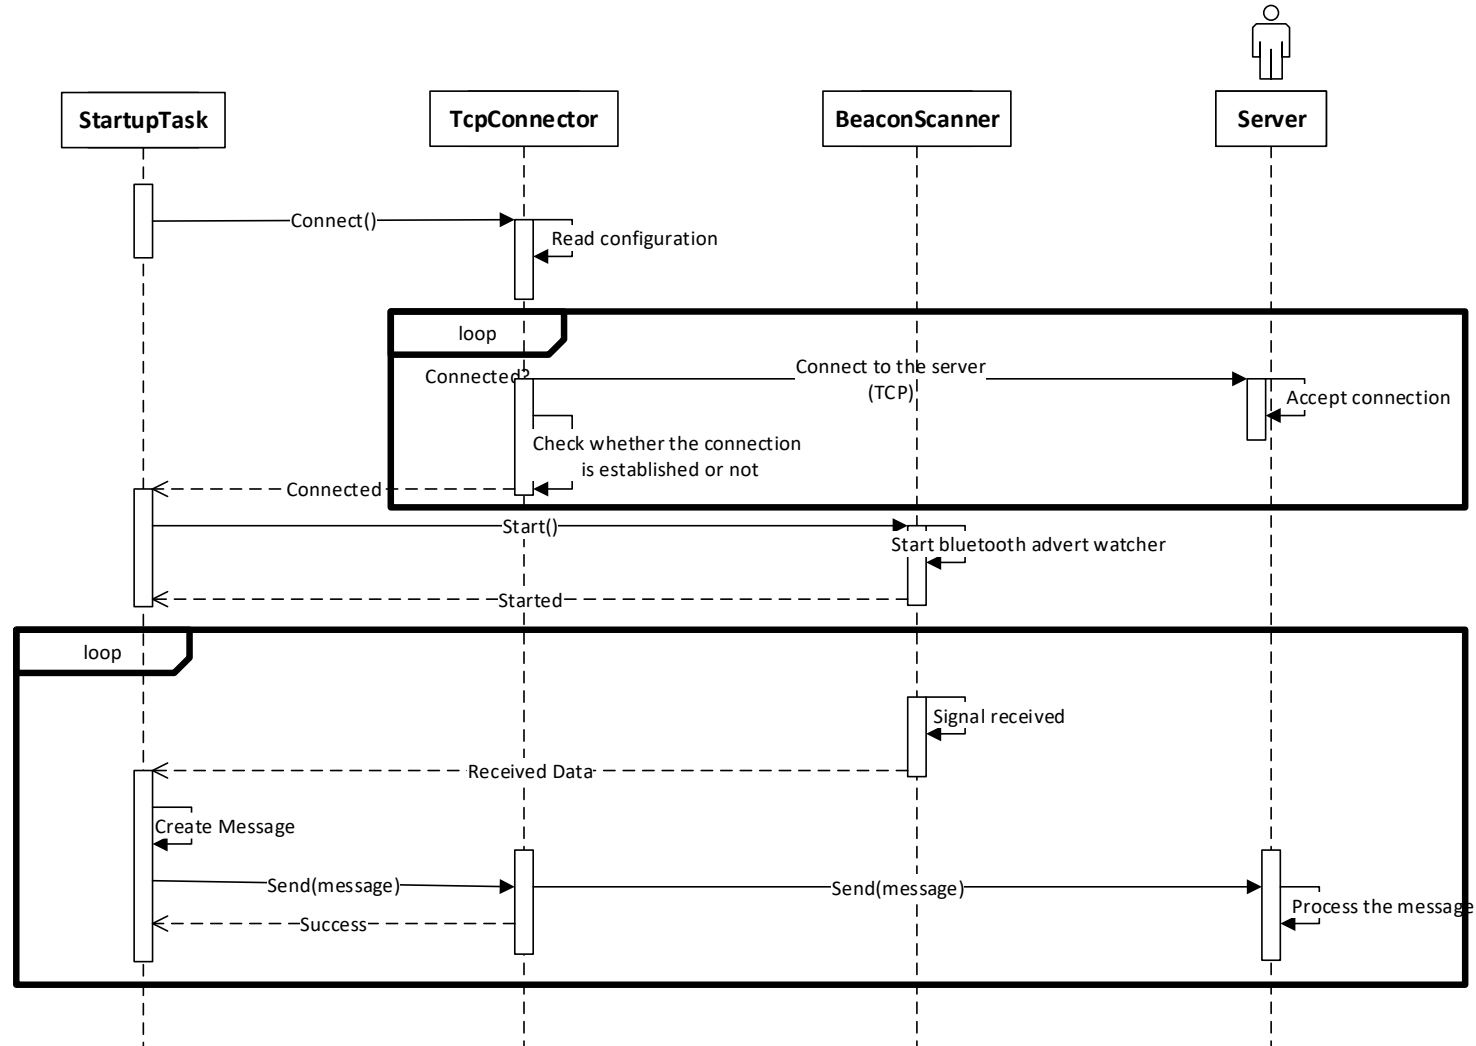 StartupTask
TcpConnector
BeaconScanner
Server
Connect()
Read configuration
loop
Connected?
Connect to the server
(TCP)
Accept connection
Check whether the connection
is established or not
Connected
Start()
Start bluetooth advert watcher
Started
loop
Signal received
Received Data
Create Message
Send(message)
Send(message)
Process the message
Success